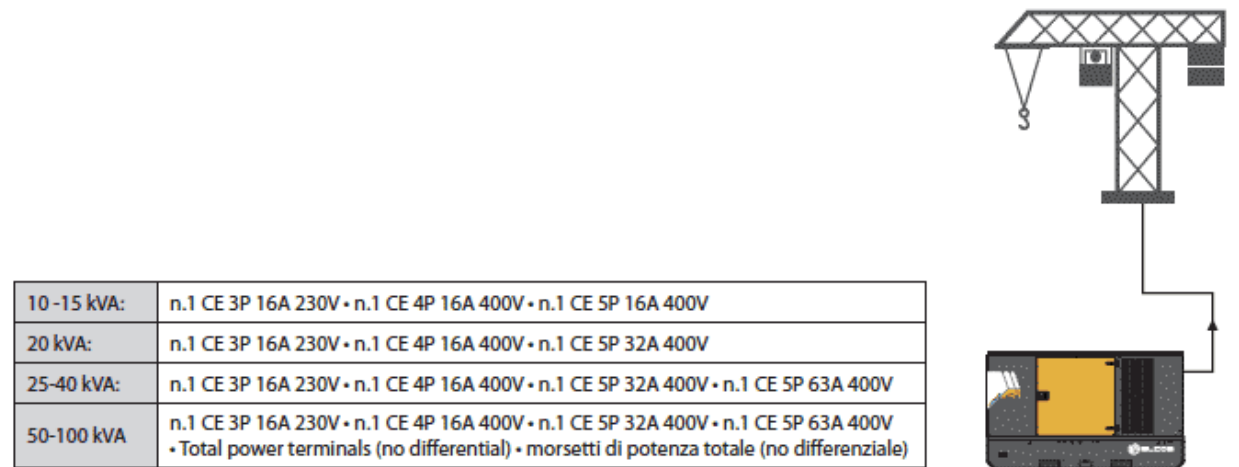 10 -15 kVA: n.1 CE 3P 16A 230V • n.1 CE 4P 16A 400V • n.1 CE 5P 16A 400V
20 kVA: n.1 CE 3P 16A 230V • n.1 CE 4P 16A 400V • n.1 CE 5P 32A 400V
25-40 kVA: n.1 CE 3P 16A 230V • n.1 CE 4P 16A 400V • n.1 CE 5P 32A 400V • n.1 CE 5P 63A 400V
50-100 kVA n.1 CE 3P 16A 230V • n.1 CE 4P 16A 400V • n.1 CE 5P 32A 400V • n.1 CE 5P 63A 400V
• Total power terminals (no differential) • morsetti di potenza totale (no differenziale)
ELCOS